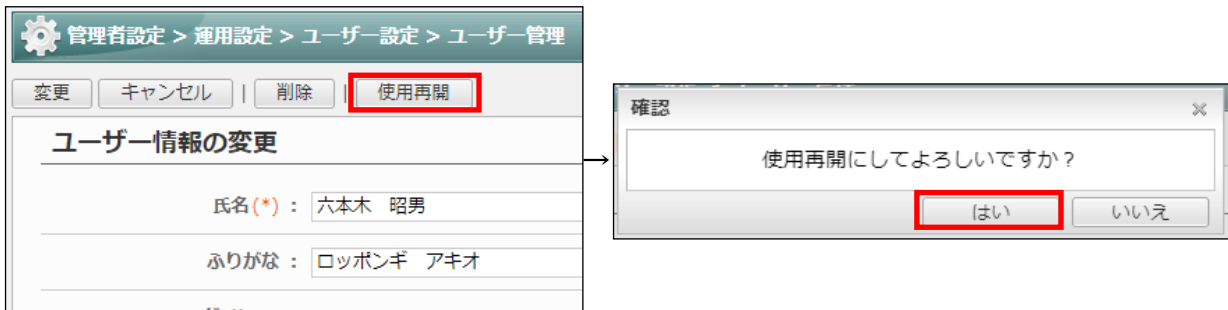 管理者設定 > 運用設定 > ユーザー設定 > ユーザー管理
変更 キャンセル | 削除 | 使用再開
ユーザー情報の変更
氏名(*) : 六本木 昭男
ふりがな : ロッポンギ アキオ
→
確認
使用再開にしてよろしいですか？
はい いいえ